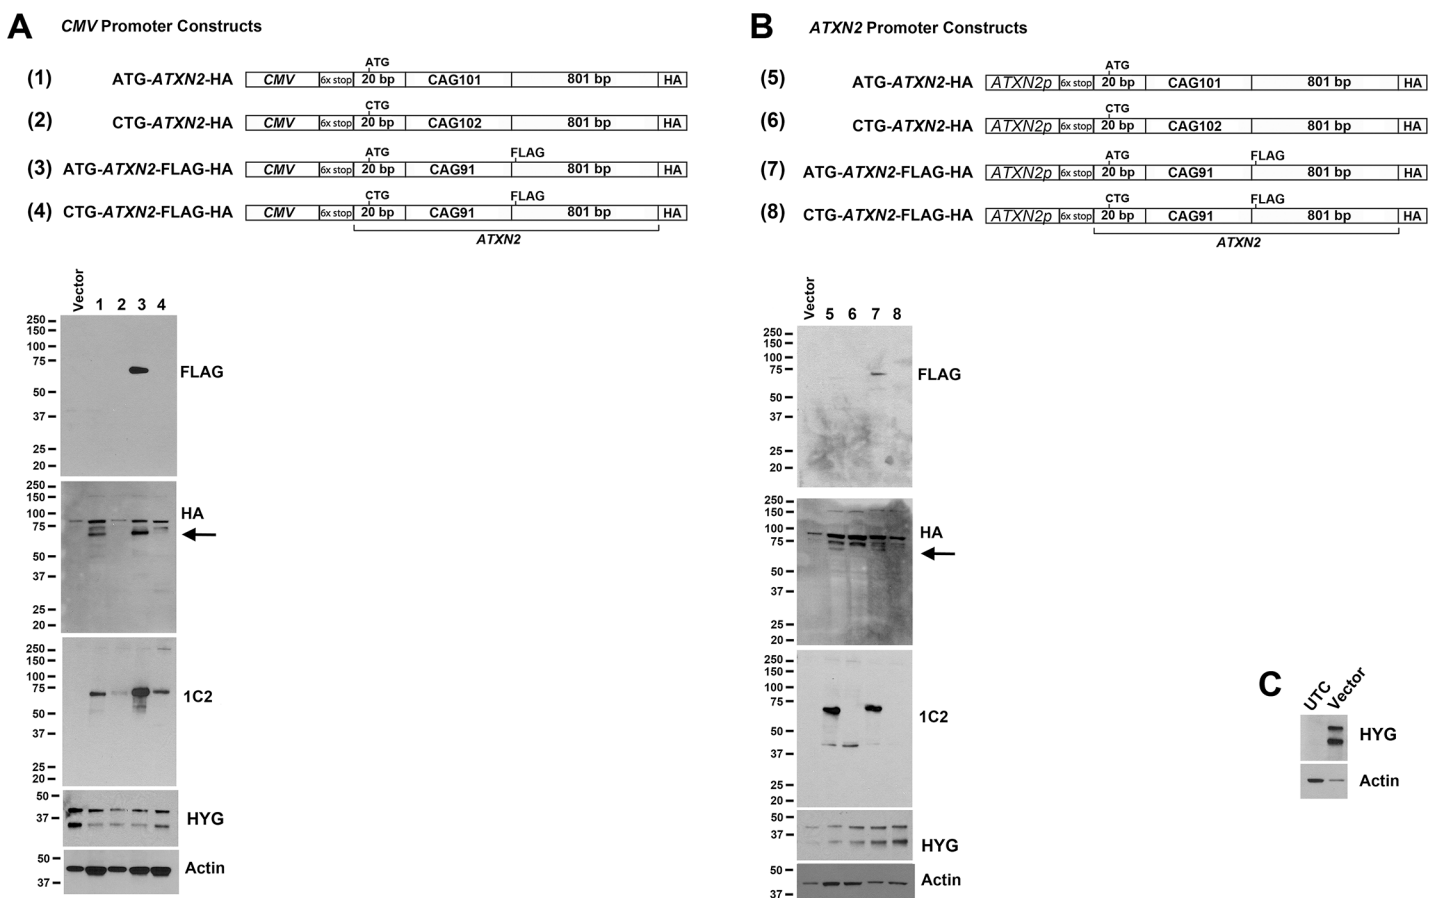 A
CMV Promoter Constructs
ATG
(1) ATG-ATXN2-HA CMV 6x stop 20 bp CAG101 801 bp HA
CTG
(2) CTG-ATXN2-HA CMV 6x stop 20 bp CAG102 801 bp HA
ATG FLAG
(3) ATG-ATXN2-FLAG-HA CMV 6x stop 20 bp CAG91 801 bp HA
CTG FLAG
(4) CTG-ATXN2-FLAG-HA CMV 6x stop 20 bp CAG91 801 bp HA
ATXN2
Vector 1 2 3 4
250
150
100
75
50
37
25
20
FLAG
250
150
100
75
50
37
25
20
HA
250
150
100
75
50
37
25
20
1C2
50
37
HYG
50
37
Actin
B
ATXN2 Promoter Constructs
ATG
(5) ATG-ATXN2-HA ATXN2p 6x stop 20 bp CAG101 801 bp HA
CTG
(6) CTG-ATXN2-HA ATXN2p 6x stop 20 bp CAG102 801 bp HA
ATG FLAG
(7) ATG-ATXN2-FLAG-HA ATXN2p 6x stop 20 bp CAG91 801 bp HA
CTG FLAG
(8) CTG-ATXN2-FLAG-HA ATXN2p 6x stop 20 bp CAG91 801 bp HA
ATXN2
Vector 5 6 7 8
250
150
100
75
50
37
25
20
FLAG
250
150
100
75
50
37
25
20
HA
250
150
100
75
50
37
25
20
1C2
50
37
HYG
50
37
Actin
C
UTC Vector
HYG
Actin